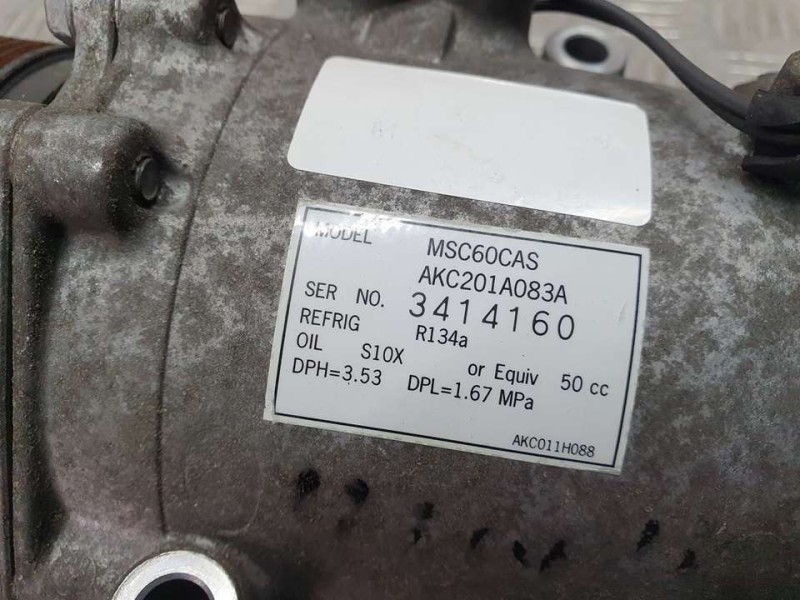 MODEL MSC60CAS
AKC201A083A
SER NO. 3414160
REFRIG R134a
OIL S10X or Equiv 50 cc
DPH=3.53 DPL=1.67 MPa
AKC011H088